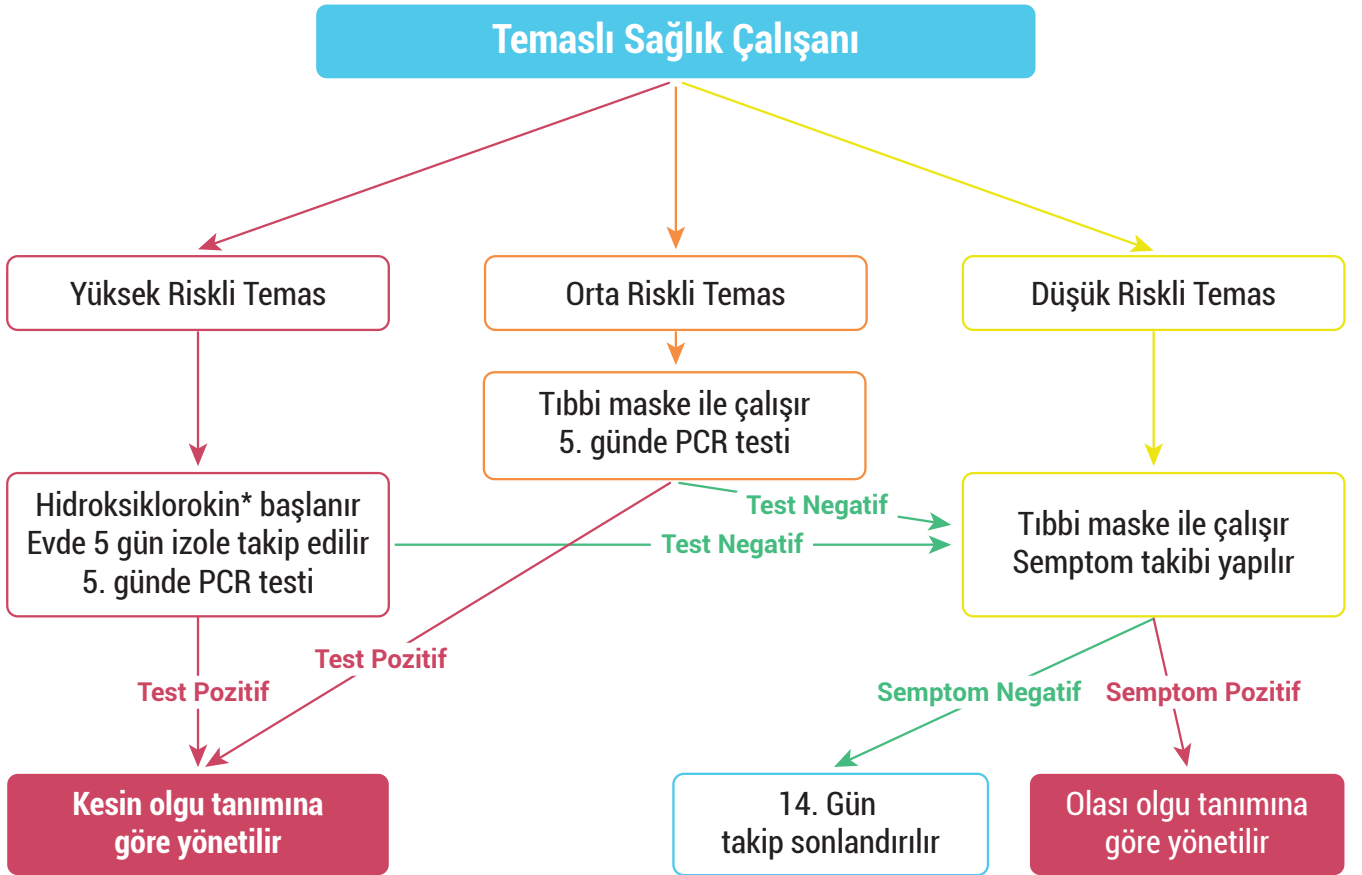 Temaslı Sağlık Çalışanı
Yüksek Riskli Temas
Orta Riskli Temas
Düşük Riskli Temas
Tıbbi maske ile çalışır
5. günde PCR testi
Hidroksiklorokin* başlanır
Evde 5 gün izole takip edilir
5. günde PCR testi
Test Negatif
Test Negatif
Tıbbi maske ile çalışır
Semptom takibi yapılır
Test Pozitif
Test Pozitif
Semptom Negatif
Semptom Pozitif
Kesin olgu tanımına
göre yönetilir
14. Gün
takip sonlandırılır
Olası olgu tanımına
göre yönetilir